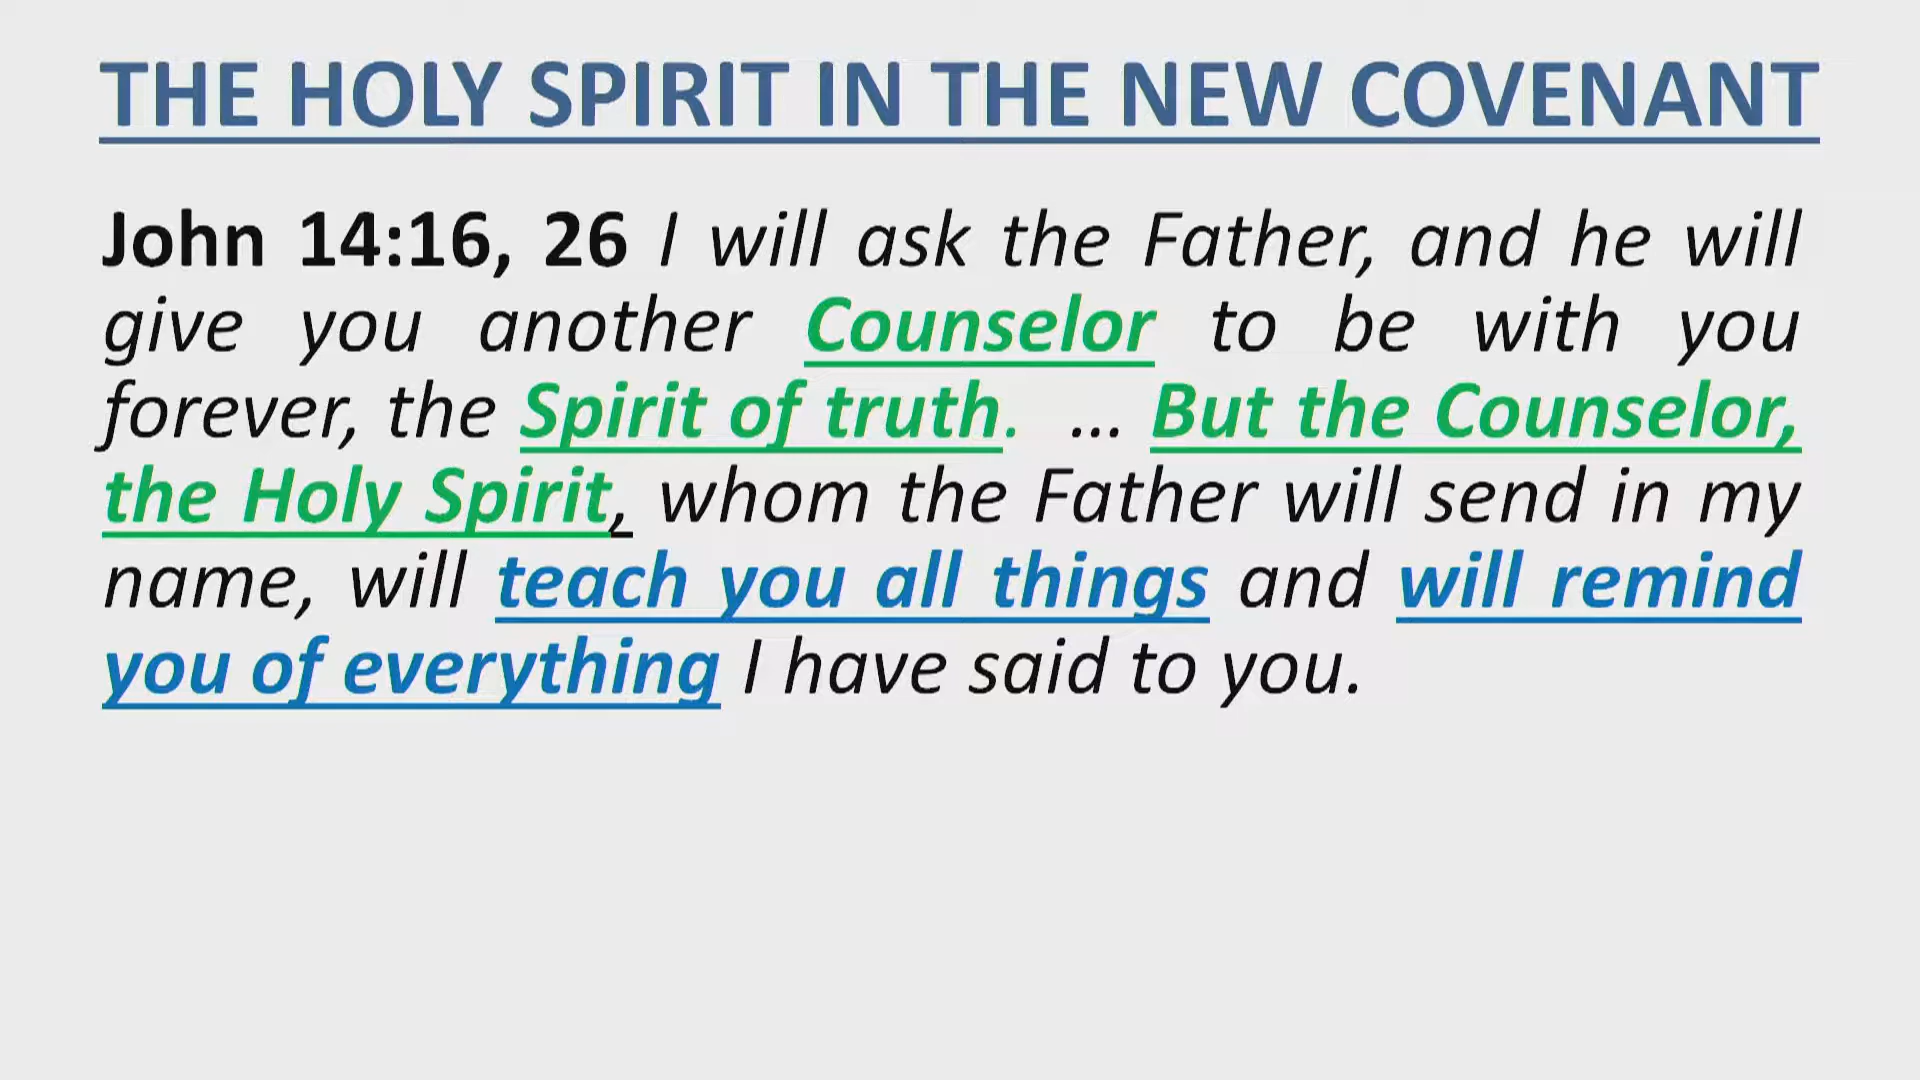 THE HOLY SPIRIT IN THE NEW COVENANT
John 14:16, 26 I will ask the Father, and he will
give you another Counselor to be with you
forever, the Spirit of truth. ... But the Counselor,
the Holy Spirit, whom the Father will send in my
name, will teach you all things and will remind
you of everything I have said to you.